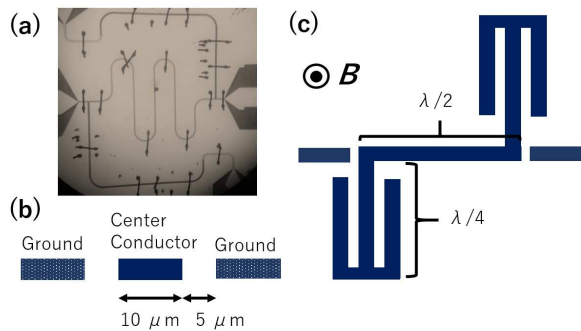 (a)
(b)
Center
Conductor
Ground
Ground
10 μm
5 μm
(c)
B
λ/2
λ/4